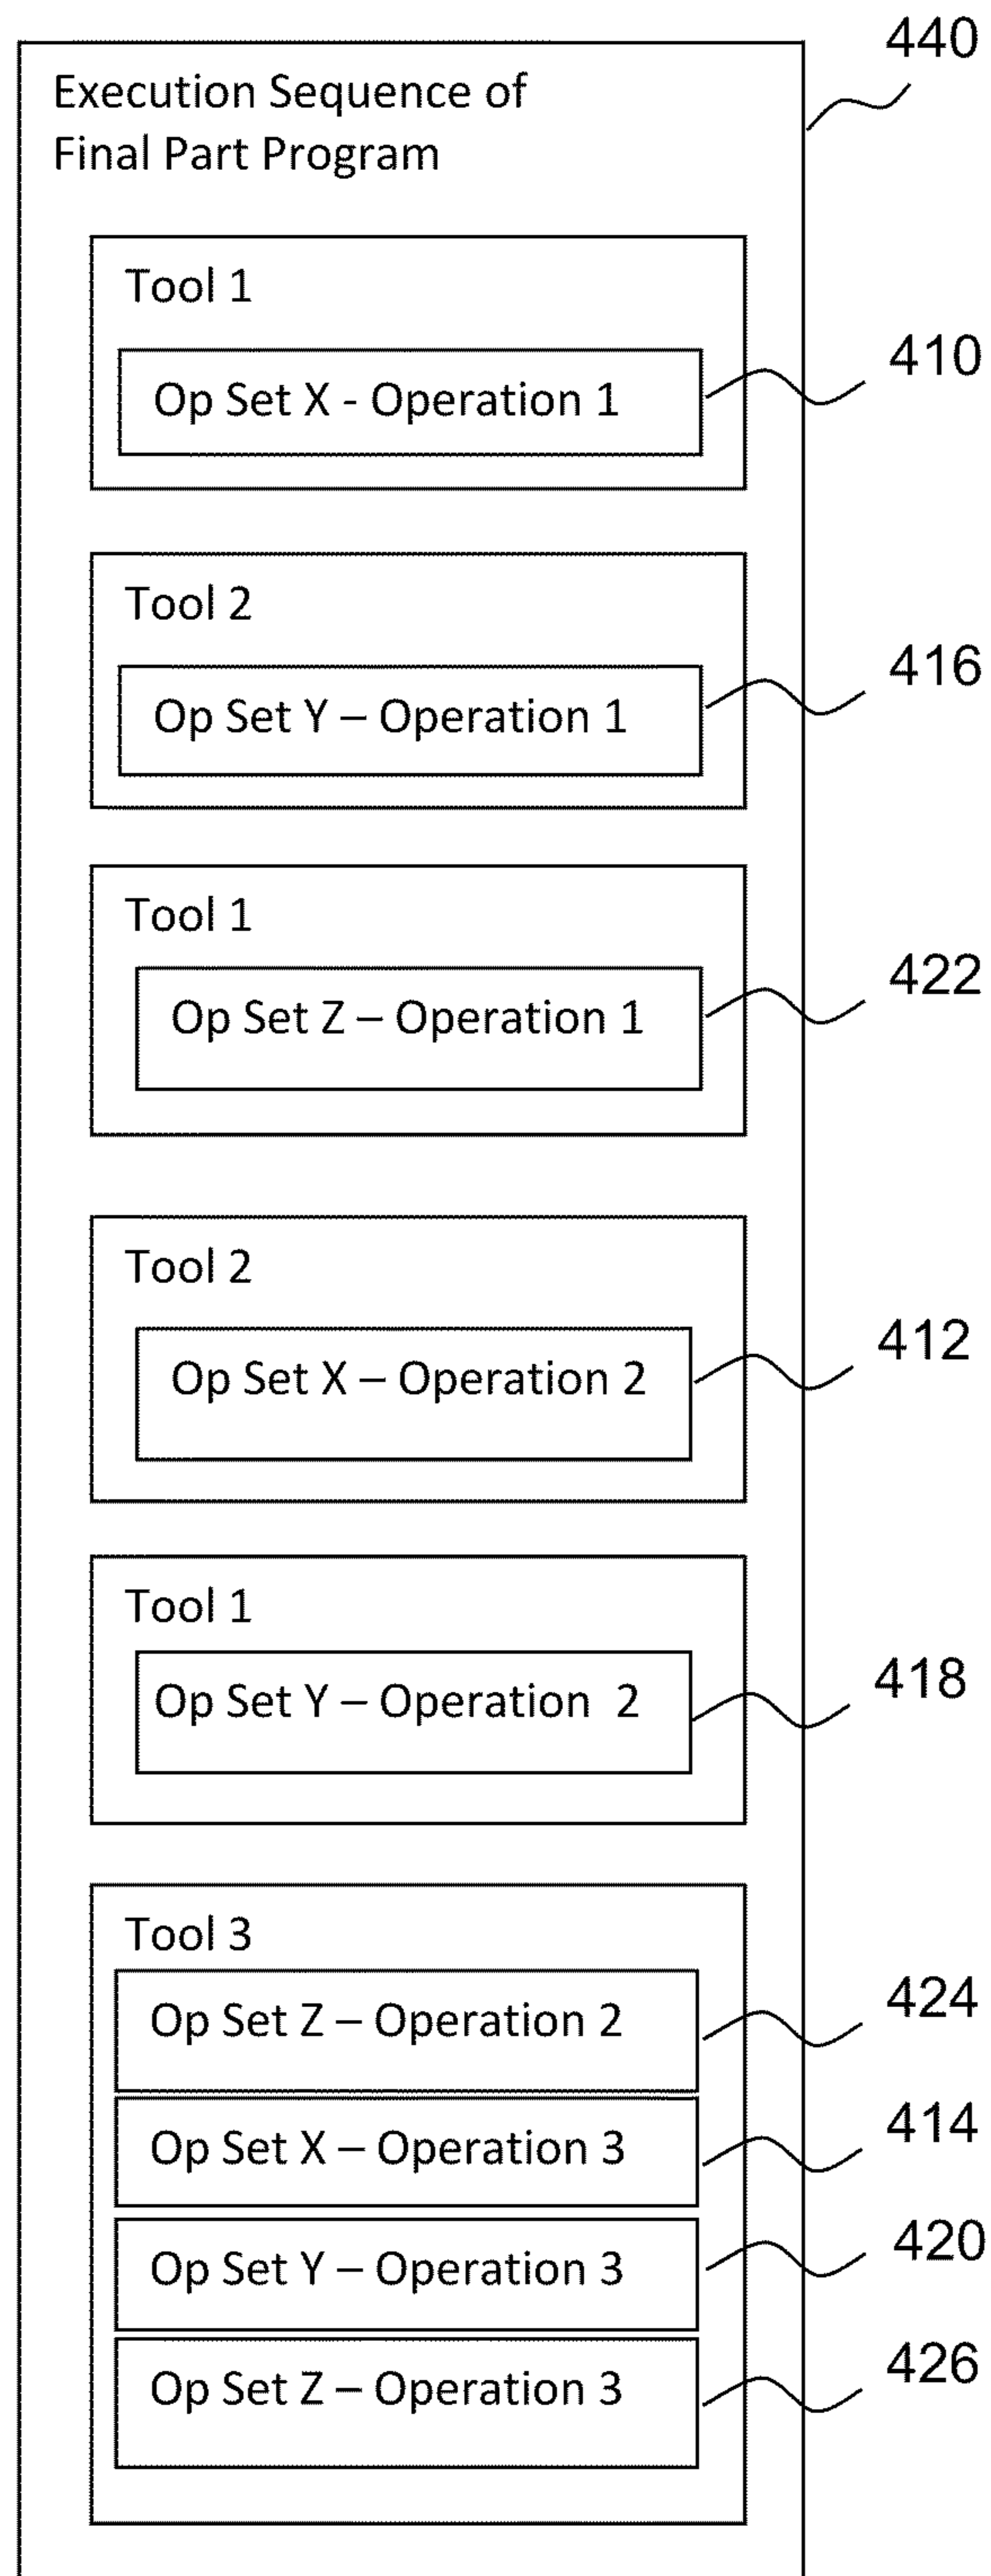 440
Execution Sequence of
Final Part Program
Tool 1
Op Set X - Operation 1
410
Tool 2
Op Set Y – Operation 1
416
Tool 1
Op Set Z – Operation 1
422
Tool 2
Op Set X – Operation 2
412
Tool 1
Op Set Y – Operation  2
418
Tool 3
Op Set Z – Operation 2
424
Op Set X – Operation 3
414
Op Set Y – Operation 3
420
Op Set Z – Operation 3
426